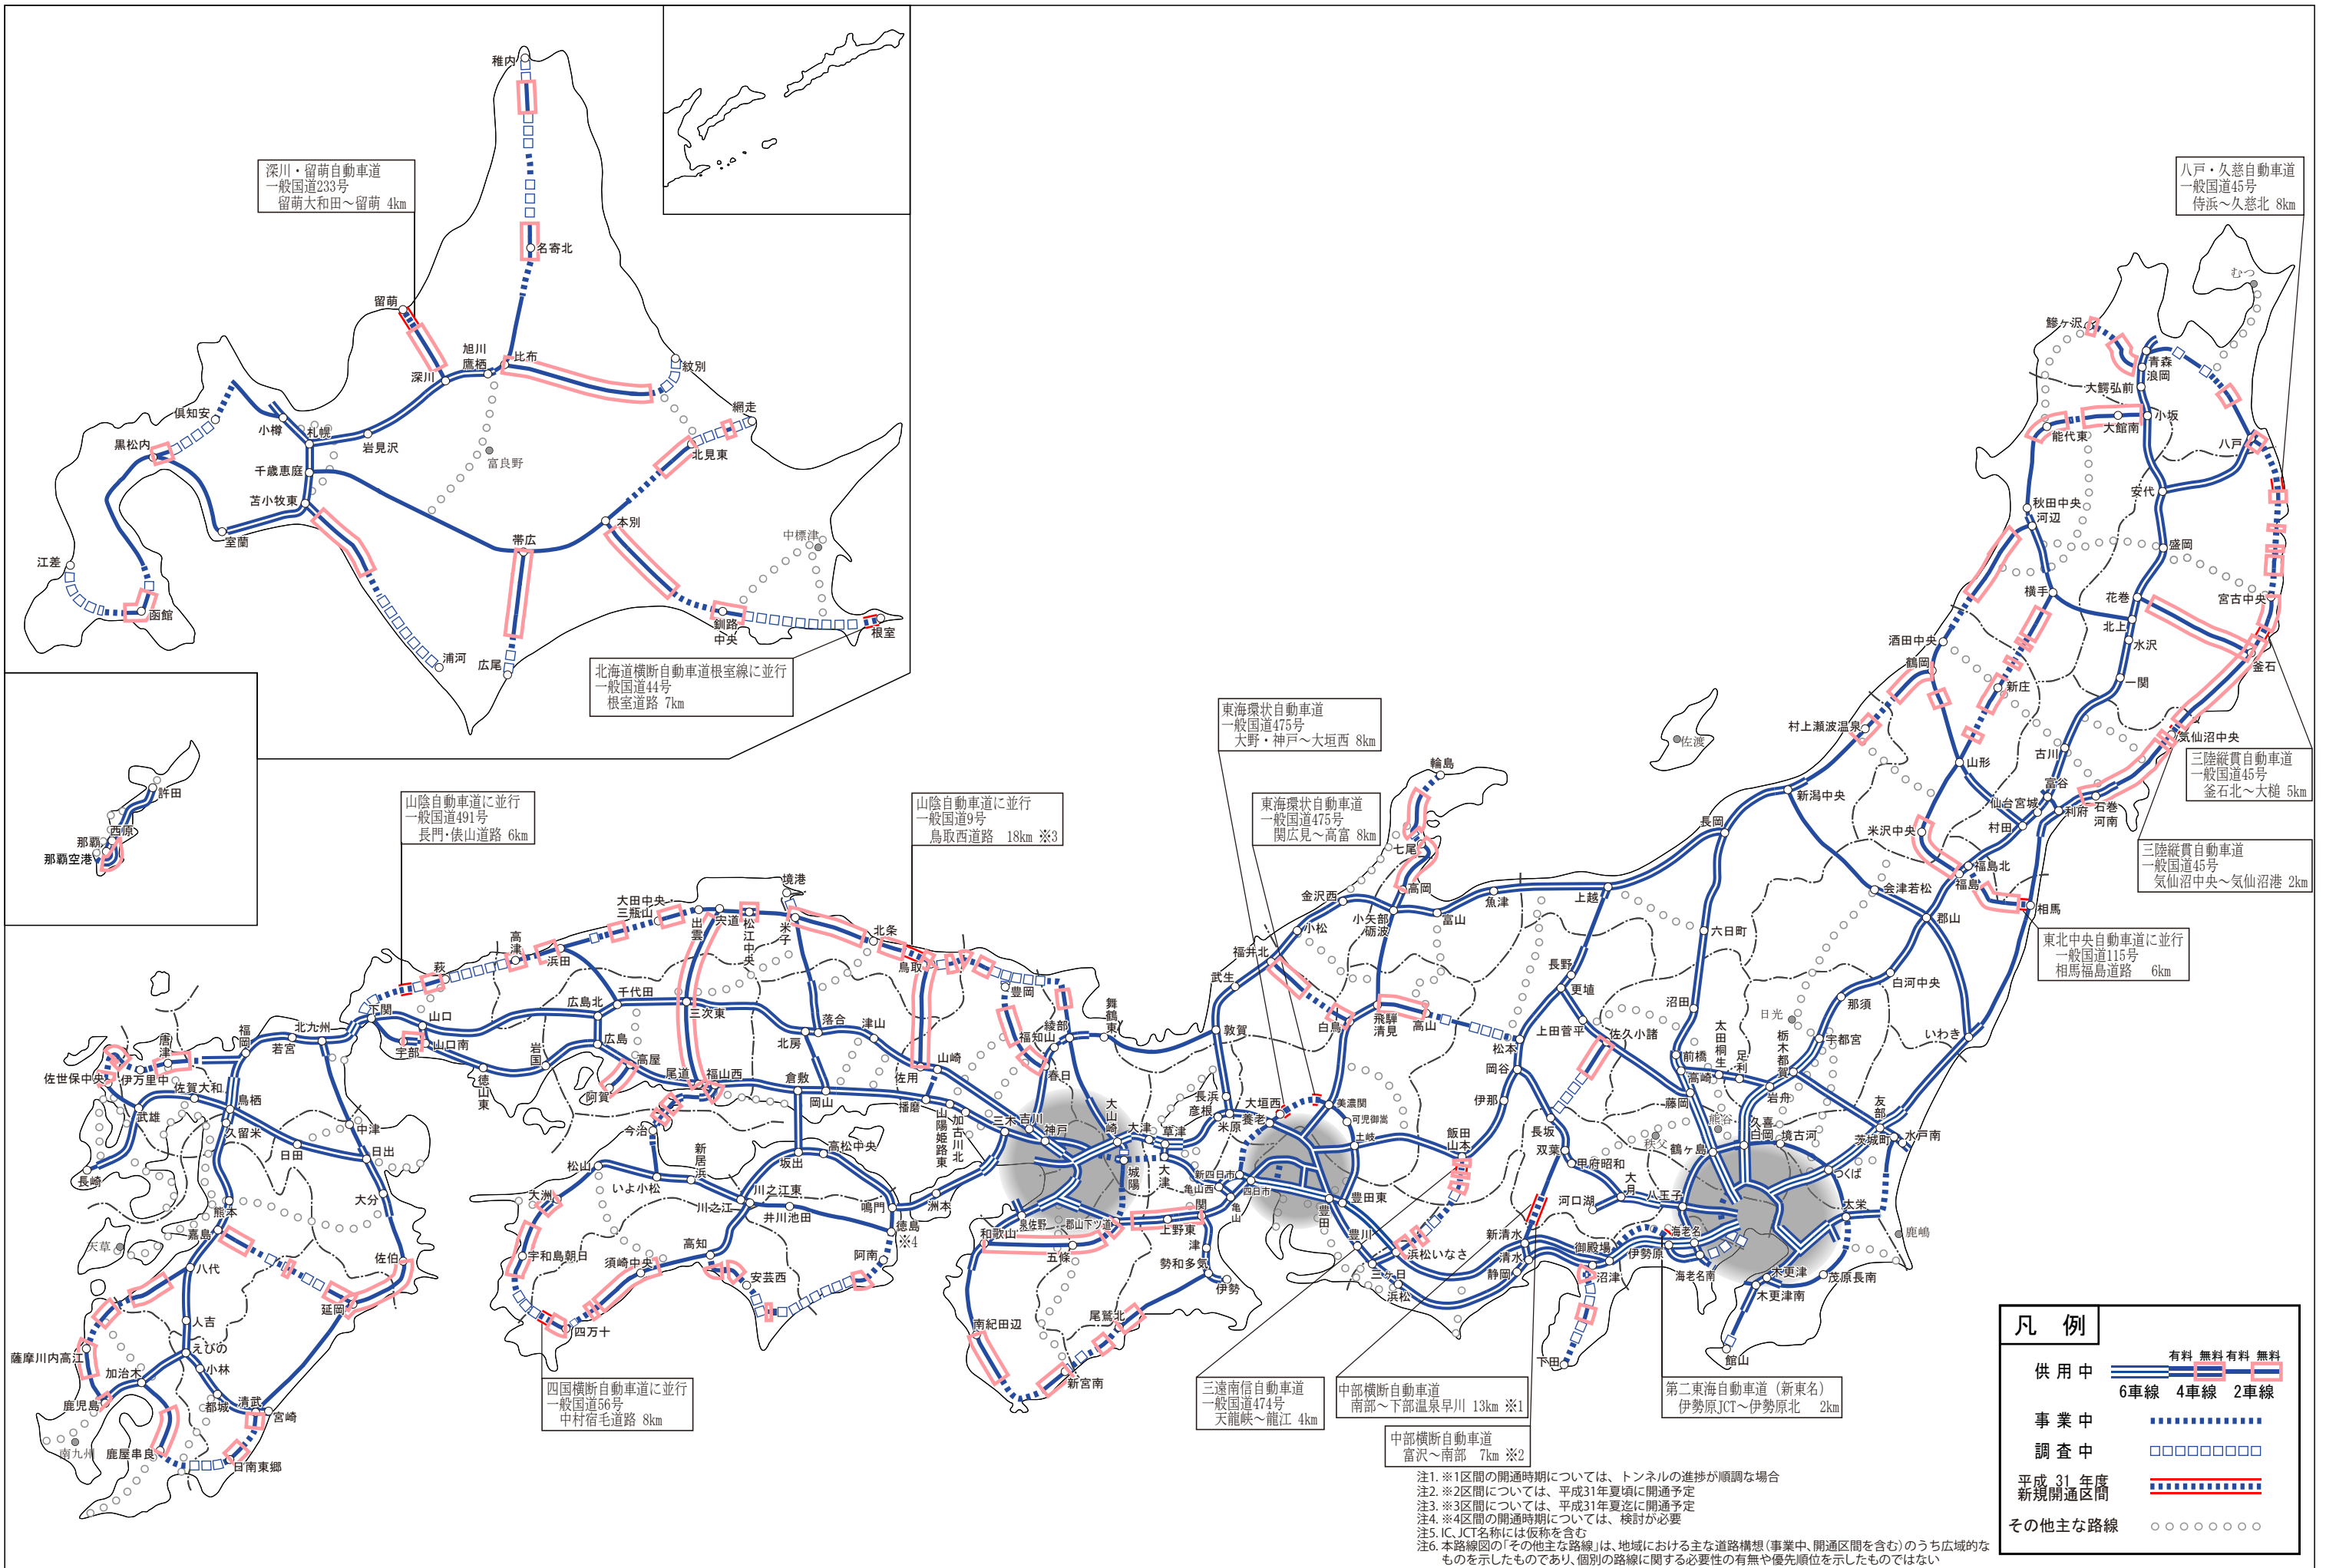 稚内
深川・留萌自動車道
一般国道233号
留萌大和田～留萌 4km
名寄北
留萌
旭川
鷹栖
比布
深川
紋別
網走
倶知安
小樽
札幌
岩見沢
黒松内
富良野
北見東
千歳恵庭
苫小牧東
室蘭
帯広
本別
中標津
江差
函館
釧路
中央
根室
浦河
広尾
北海道横断自動車道根室線に並行
一般国道44号
根室道路 7km
許田
西原
那覇
那覇空港
八戸・久慈自動車道
一般国道45号
侍浜～久慈北 8km
むつ
鰺ヶ沢
青森
浪岡
大鰐弘前
小坂
大館南
能代東
八戸
安代
秋田中央
河辺
盛岡
横手
花巻
宮古中央
北上
水沢
釜石
酒田中央
鶴岡
一関
新庄
村上瀬波温泉
気仙沼中央
古川
山形
富谷
三陸縦貫自動車道
一般国道45号
釜石北～大槌 5km
仙台宮城
利府
石巻
河南
村田
米沢中央
三陸縦貫自動車道
一般国道45号
気仙沼中央～気仙沼港 2km
福島北
福島
会津若松
相馬
郡山
東北中央自動車道に並行
一般国道115号
相馬福島道路 6km
白河中央
那須
いわき
佐渡
新潟中央
長岡
上越
六日町
東海環状自動車道
一般国道475号
大野・神戸～大垣西 8km
東海環状自動車道
一般国道475号
関広見～高富 8km
輪島
七尾
高岡
金沢西
小矢部
砺波
富山
魚津
小松
福井北
武生
白鳥
飛騨
清見
高山
松本
長野
更埴
上田菅平
佐久小諸
沼田
日光
太田桐生
足利
栃木都賀
宇都宮
前橋
高崎
岩舟
藤岡
熊谷
久喜
白岡
境古河
友部
茨城町
水戸南
秩父
鶴ヶ島
つくば
大栄
鹿嶋
岡谷
伊那
長坂
双葉
甲府昭和
大月
八王子
河口湖
飯田
山本
敦賀
長浜
彦根
米原
大垣西
養老
美濃関
可児御嵩
土岐
新四日市
四日市
亀山西
亀山
豊田東
豊田
豊川
新清水
清水
静岡
御殿場
沼津
伊勢原
海老名
海老名南
木更津
木更津南
茂原長南
館山
下田
浜松いなさ
三ヶ日
浜松
山陰自動車に並行
一般国道491号
長門・俵山道路 6km
山陰自動車道に並行
一般国道9号
鳥取西道路 18km ※3
境港
大田中央
三瓶山
出雲
宍道
松江中央
米子
北条
鳥取
高津
浜田
萩
豊岡
舞鶴東
綾部
福知山
春日
千代田
広島北
三次東
落合
津山
北房
山崎
佐用
下関
山口
宇部
山口南
徳山東
岩国
広島
高屋
阿賀
尾道
福山西
倉敷
岡山
播磨
山陽姫路東
加古川北
三木
吉川
神戸
大山崎
大津
草津
城陽
大津
泉佐野
郡山下ツ道
和歌山
五條
上野東
関
津
勢和多気
伊勢
尾鷲北
新宮南
南紀田辺
今治
松山
いよ小松
新居浜
坂出
高松中央
川之江東
川之江
井川池田
鳴門
徳島
※4
洲本
大洲
宇和島朝日
須崎中央
高知
安芸西
阿南
四万十
四国横断自動車道に並行
一般国道56号
中村宿毛道路 8km
北九州
福岡
若宮
唐津
佐世保中央
伊万里中
佐賀大和
鳥栖
武雄
久留米
中津
日田
日出
大分
長崎
熊本
嘉島
天草
八代
佐伯
延岡
人吉
えびの
小林
薩摩川内高江
加治木
鹿児島
都城
清武
宮崎
南九州
鹿屋串良
日南東郷
三遠南信自動車道
一般国道474号
天龍峡～龍江 4km
中部横断自動車道
南部～下部温泉早川 13km ※1
第二東海自動車道（新東名）
伊勢原JCT～伊勢原北 2km
中部横断自動車道
富沢～南部 7km ※2
注1. ※1区間の開通時期については、トンネルの進捗が順調な場合
注2. ※2区間については、平成31年夏頃に開通予定
注3. ※3区間については、平成31年夏迄に開通予定
注4. ※4区間の開通時期については、検討が必要
注5. IC、JCT名称には仮称を含む
注6. 本路線図の「その他主な路線」は、地域における主な道路構想（事業中、開通区間を含む）のうち広域的な
ものを示したものであり、個別の路線に関する必要性の有無や優先順位を示したものではない
凡 例
有料 無料 有料 無料
供用中
6車線 4車線 2車線
事業中
調査中
平成 31 年度
新規開通区間
その他主な路線